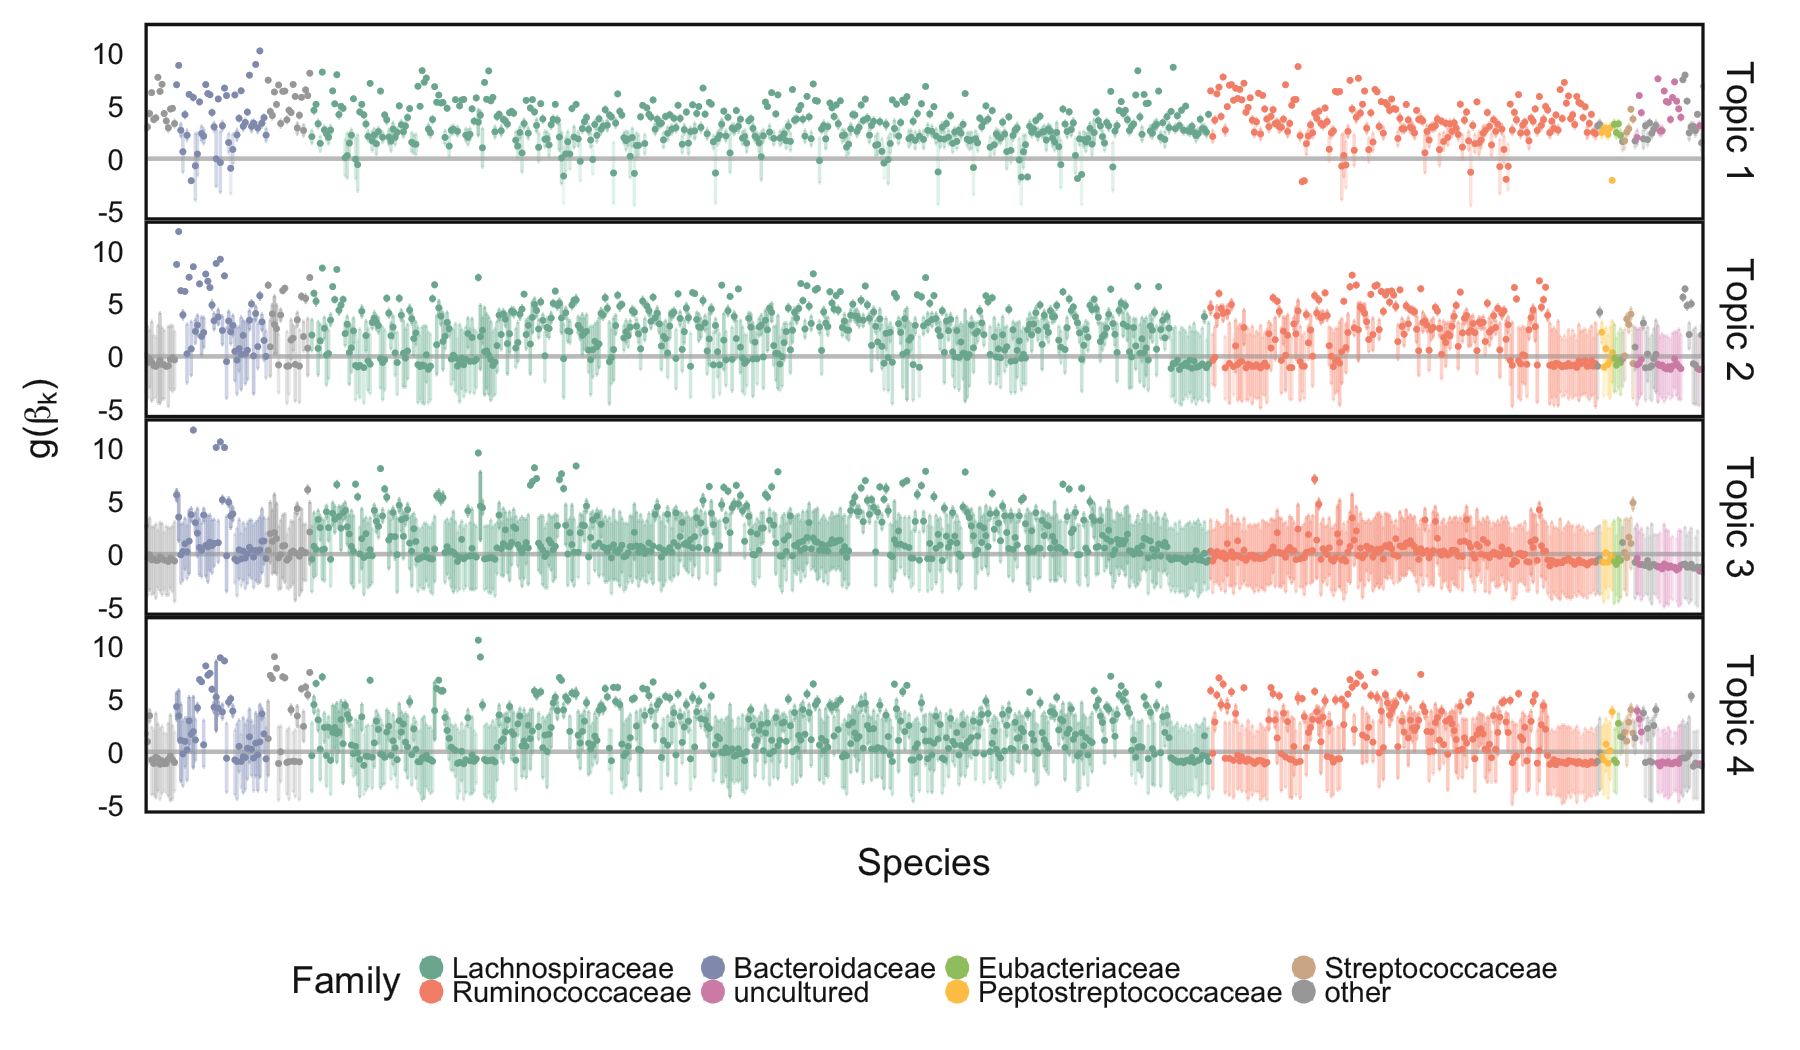 10
5
0
-5
Topic 1
10
5
0
-5
Topic 2
10
5
0
-5
Topic 3
10
5
0
-5
Topic 4
g(βk)
Species
Family
Lachnospiraceae Bacteroidaceae Eubacteriaceae Streptococcaceae
Ruminococcaceae uncultured Peptostreptococcaceae other